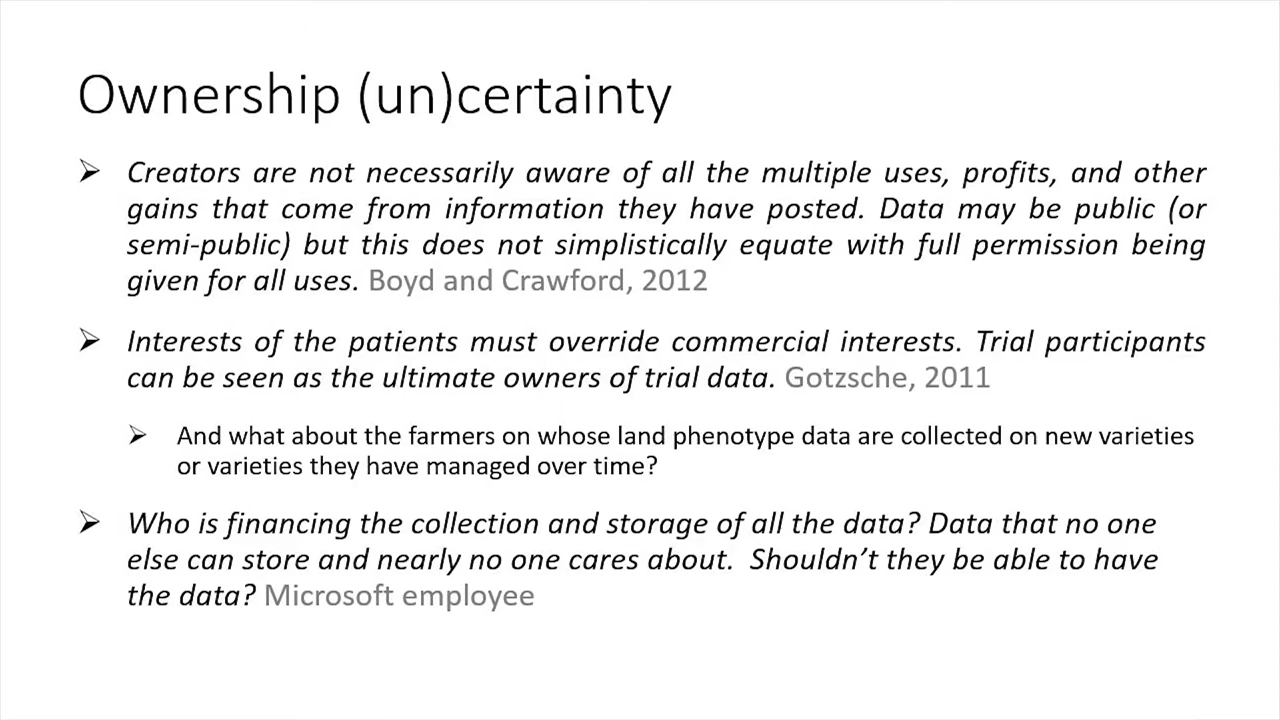 Ownership (un)certainty
Creators are not necessarily aware of all the multiple uses, profits, and other
gains that come from information they have posted. Data may be public (or
semi-public) but this does not simplistically equate with full permission being
given for all uses. Boyd and Crawford, 2012
Interests of the patients must override commercial interests. Trial participants
can be seen as the ultimate owners of trial data. Gotzsche, 2011
And what about the farmers on whose land phenotype data are collected on new varieties
or varieties they have managed over time?
Who is financing the collection and storage of all the data? Data that no one
else can store and nearly no one cares about.  Shouldn’t they be able to have
the data? Microsoft employee